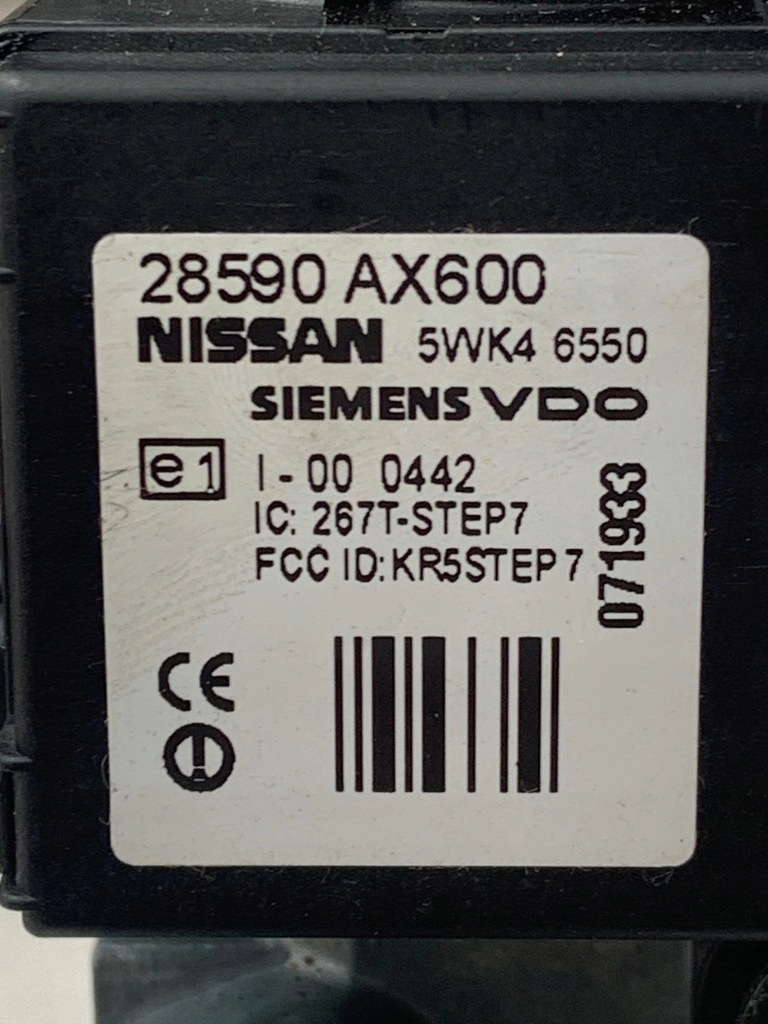 28590 AX600
NISSAN 5WK4 6550
SIEMENS VDO
e1 I-00 0442
IC: 267T-STEP7
FCC ID:KR5STEP7
071933
CE